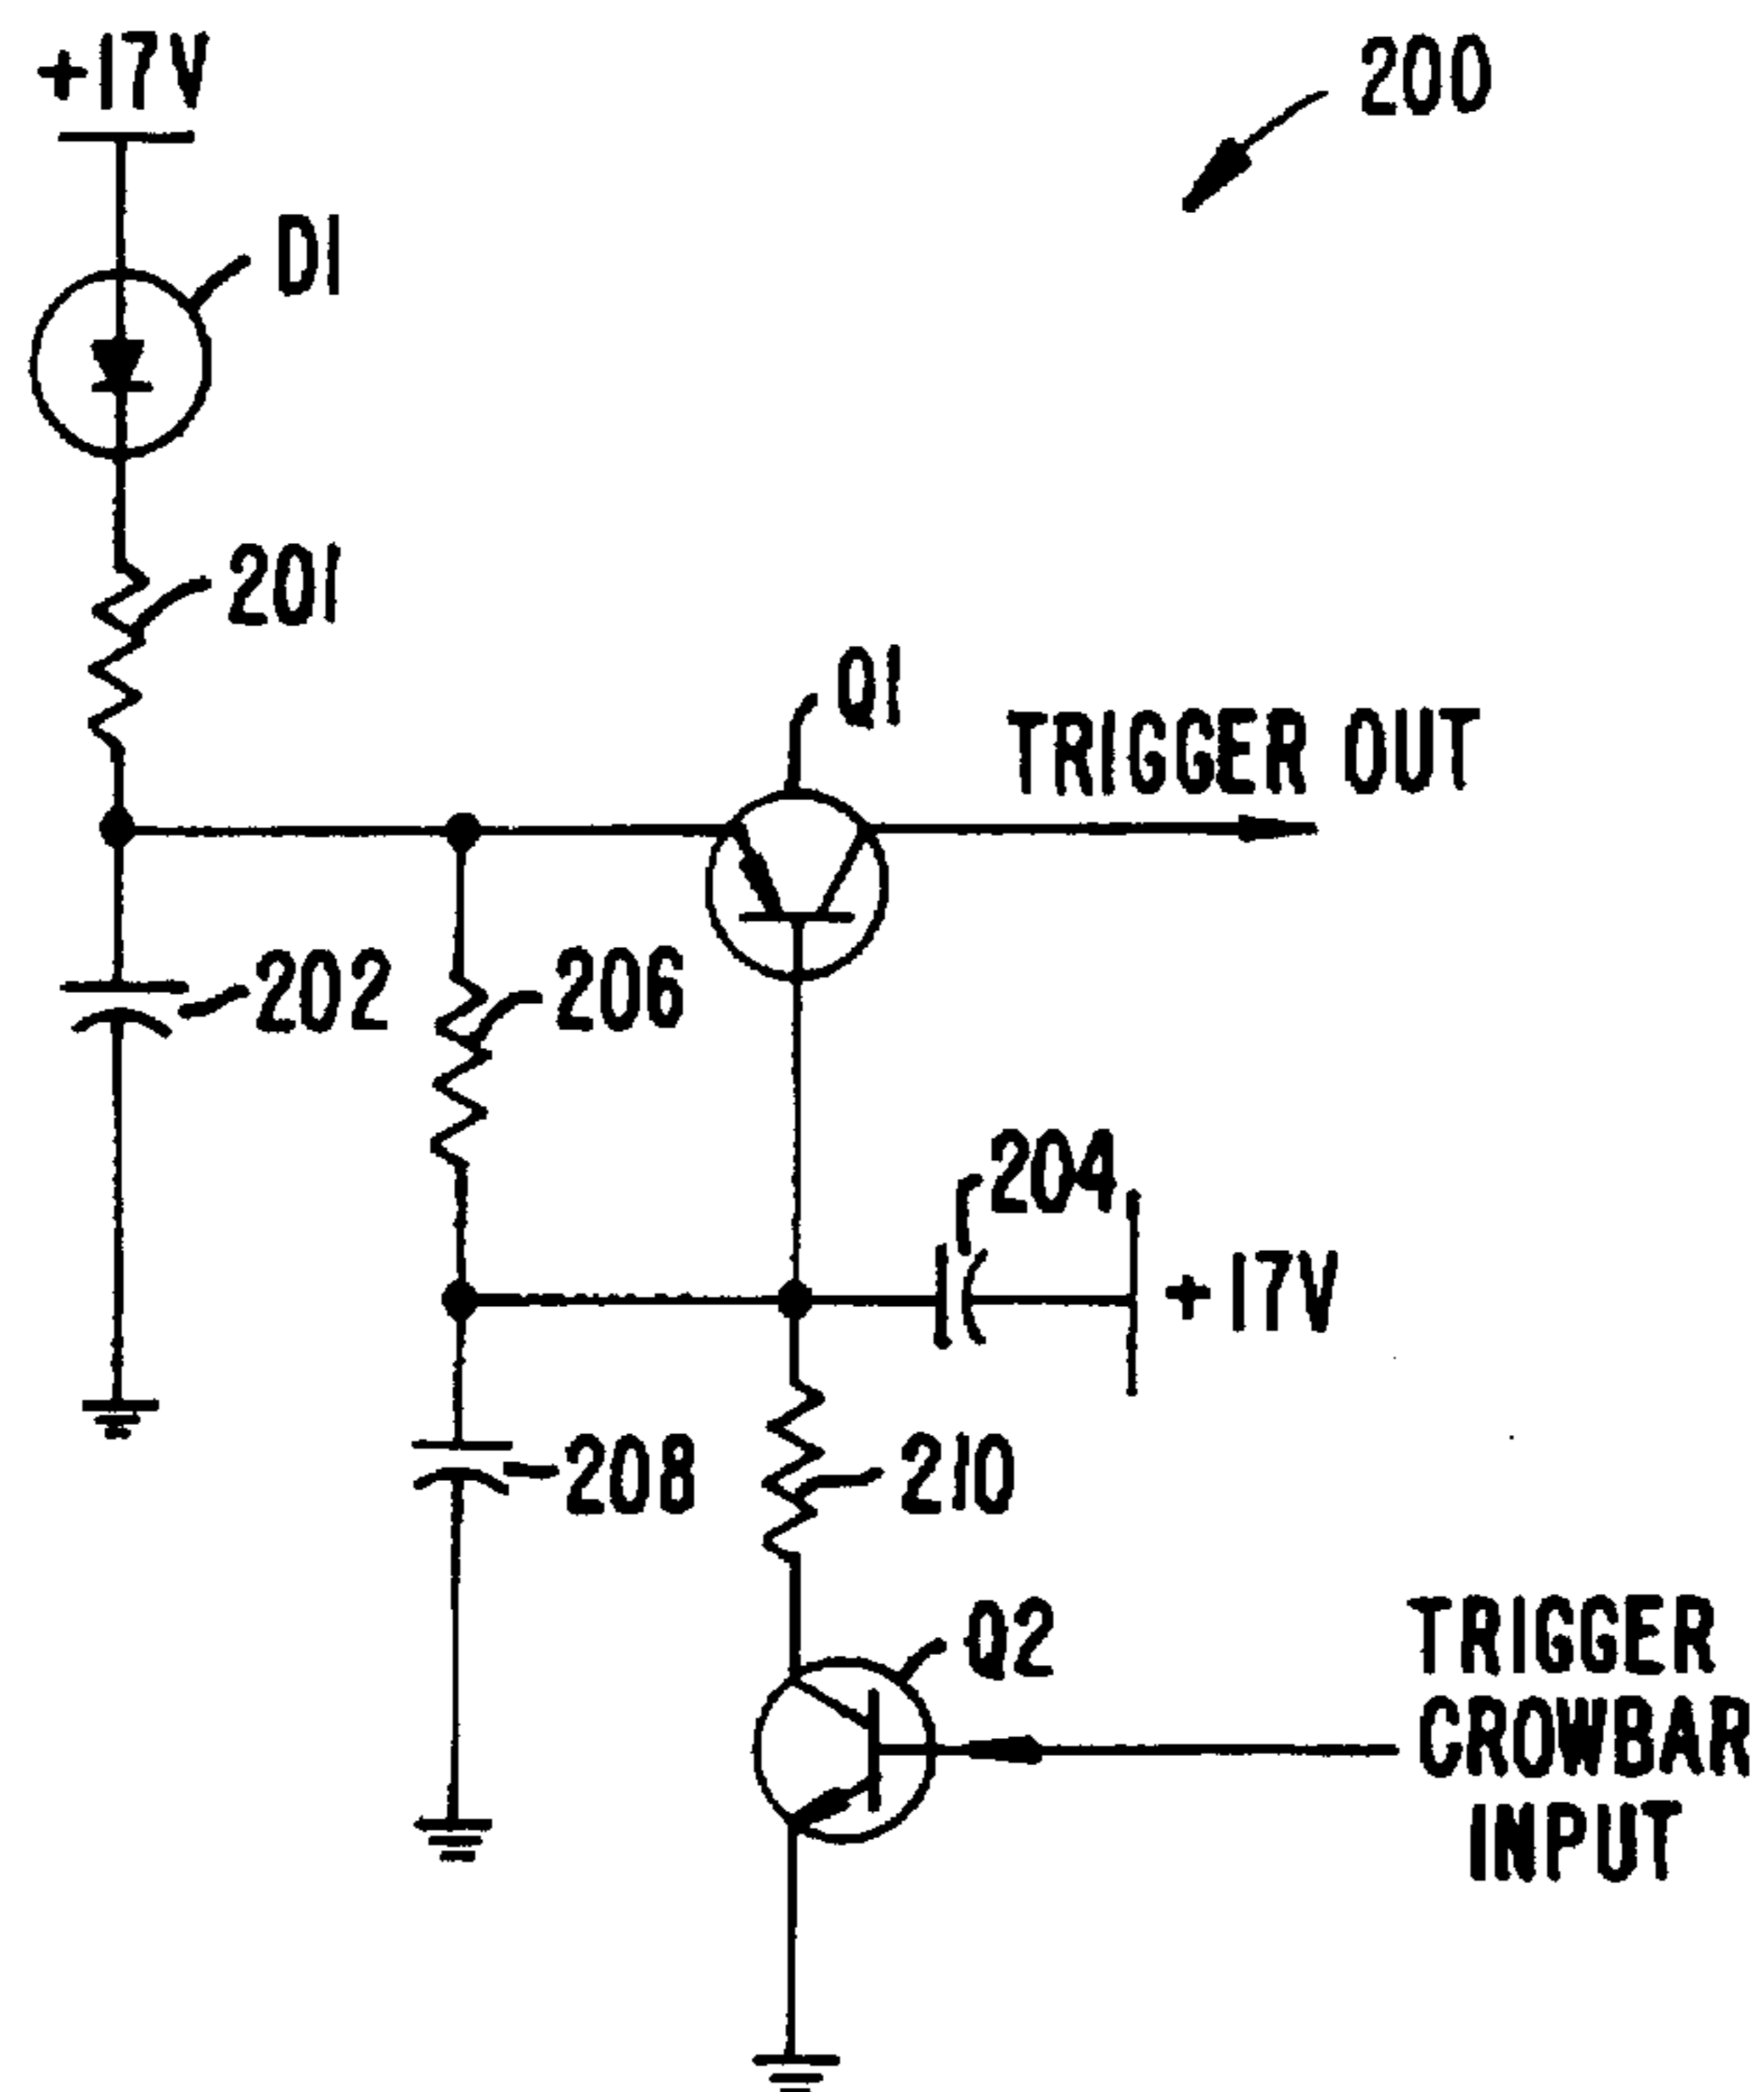 +17V
200
D1
201
Q1
TRIGGER OUT
202
206
204
+17V
208
210
Q2
TRIGGER
CROWBAR
INPUT